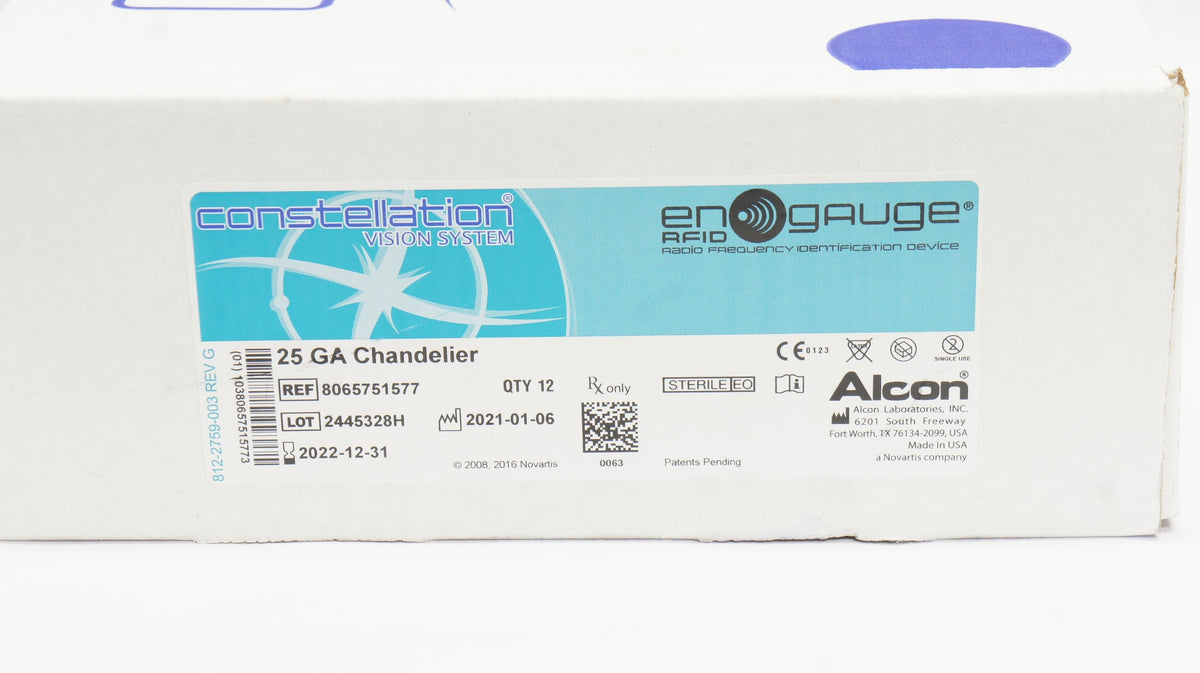 constellation®
VISION SYSTEM
engauge®
RFID
RADIO FREQUENCY IDENTIFICATION DEVICE
812-2759-003 REV G
(01) 10380657515773
25 GA Chandelier
CE 0123
LATEX
SINGLE USE
REF 8065751577
QTY 12
Rx only
STERILE EO
Alcon®
LOT 2445328H
2021-01-06
2022-12-31
© 2008, 2016 Novartis
0063
Patents Pending
Alcon Laboratories, INC.
6201 South Freeway
Fort Worth, TX 76134-2099, USA
Made In USA
a Novartis company